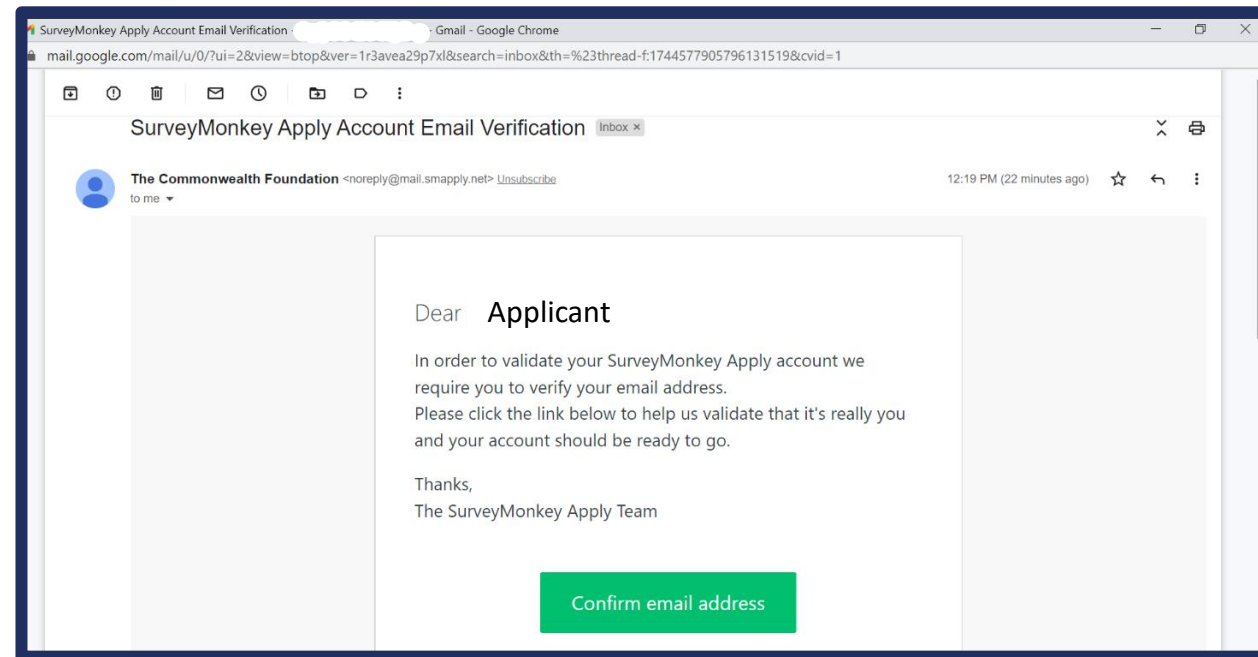 SurveyMonkey Apply Account Email Verification - - Gmail - Google Chrome
mail.google.com/mail/u/0/?ui=2&view=btop&ver=1r3avea29p7xl&search=inbox&th=%23thread-f:1744577905796131519&cvid=1
SurveyMonkey Apply Account Email Verification Inbox ×
The Commonwealth Foundation <noreply@mail.smapply.net> Unsubscribe 12:19 PM (22 minutes ago)
to me
Dear Applicant
In order to validate your SurveyMonkey Apply account we
require you to verify your email address.
Please click the link below to help us validate that it's really you
and your account should be ready to go.
Thanks,
The SurveyMonkey Apply Team
Confirm email address